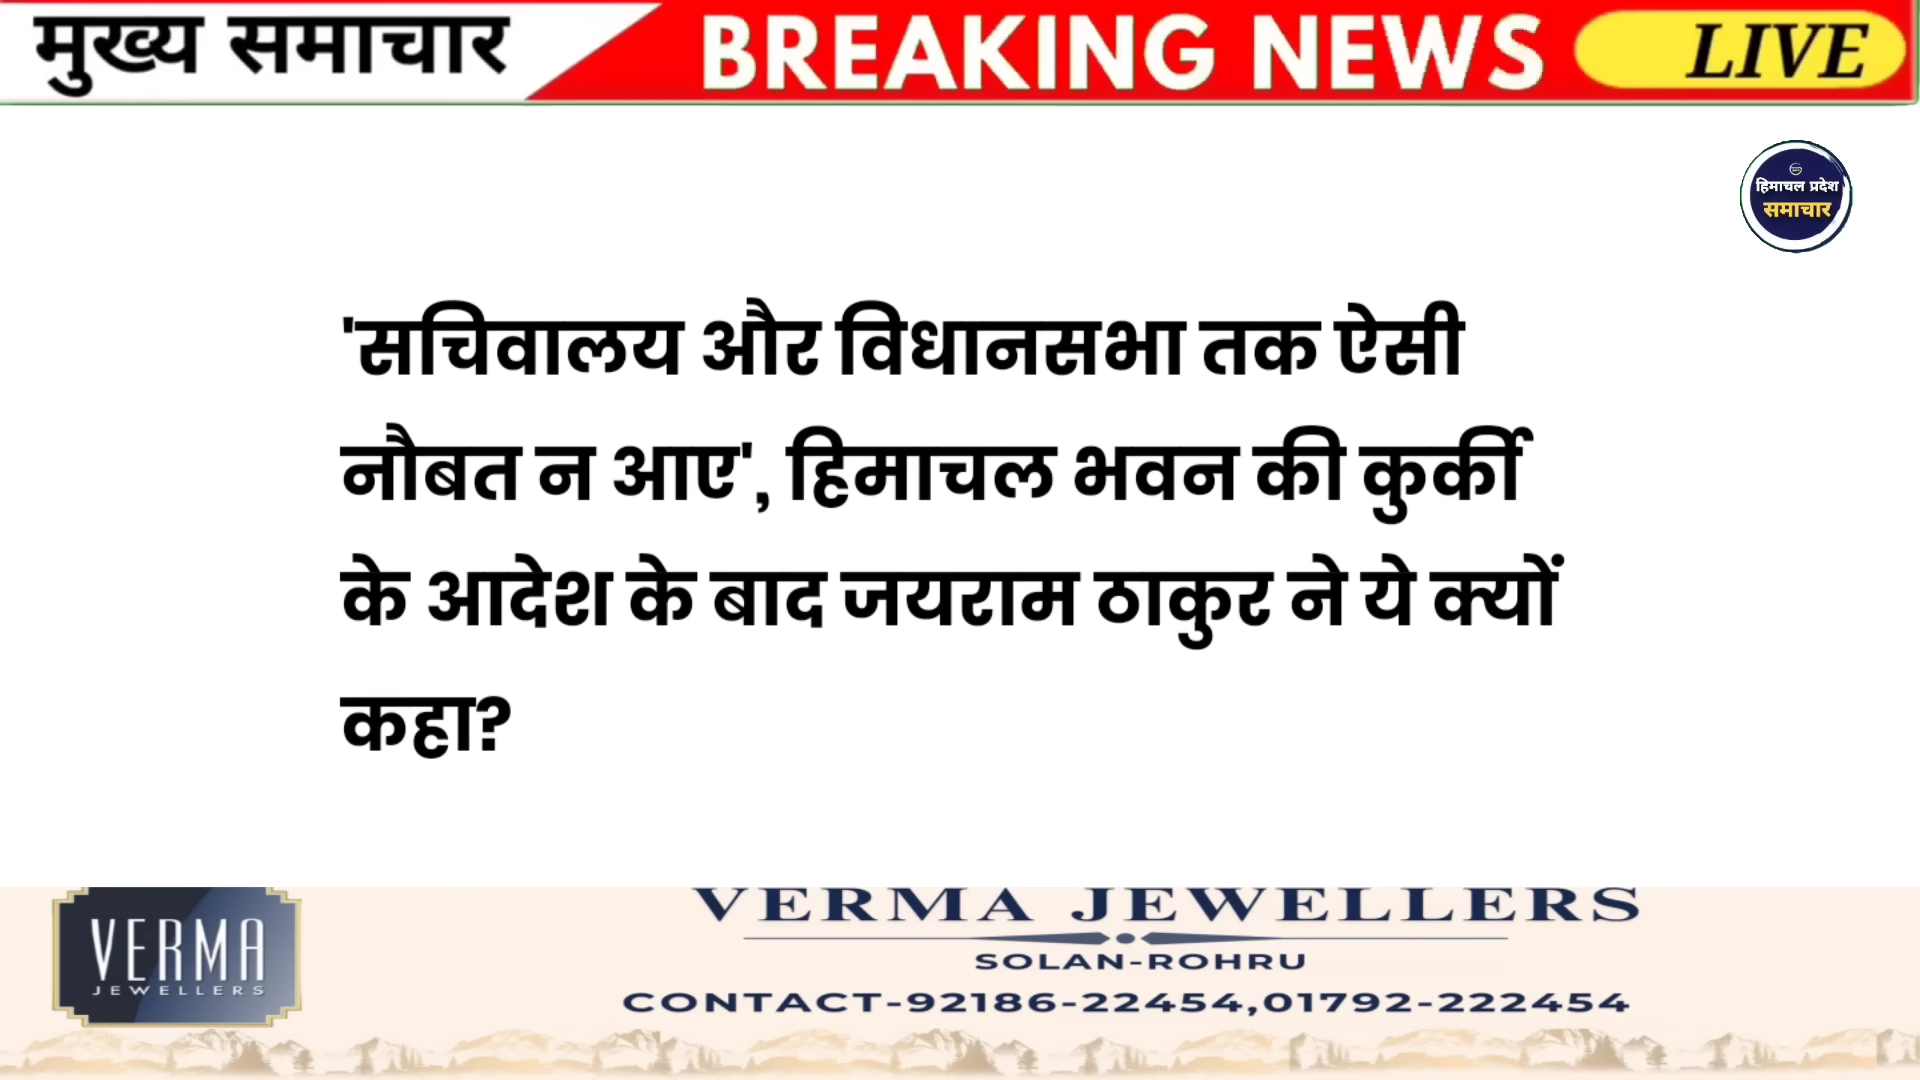 मुख्य समाचार BREAKING NEWS LIVE
हिमाचल प्रदेश
समाचार
'सचिवालय और विधानसभा तक ऐसी
नौबत न आए', हिमाचल भवन की कुर्की
के आदेश के बाद जयराम ठाकुर ने ये क्यों
कहा?
VERMA
JEWELLERS
VERMA JEWELLERS
SOLAN-ROHRU
CONTACT-92186-22454,01792-222454